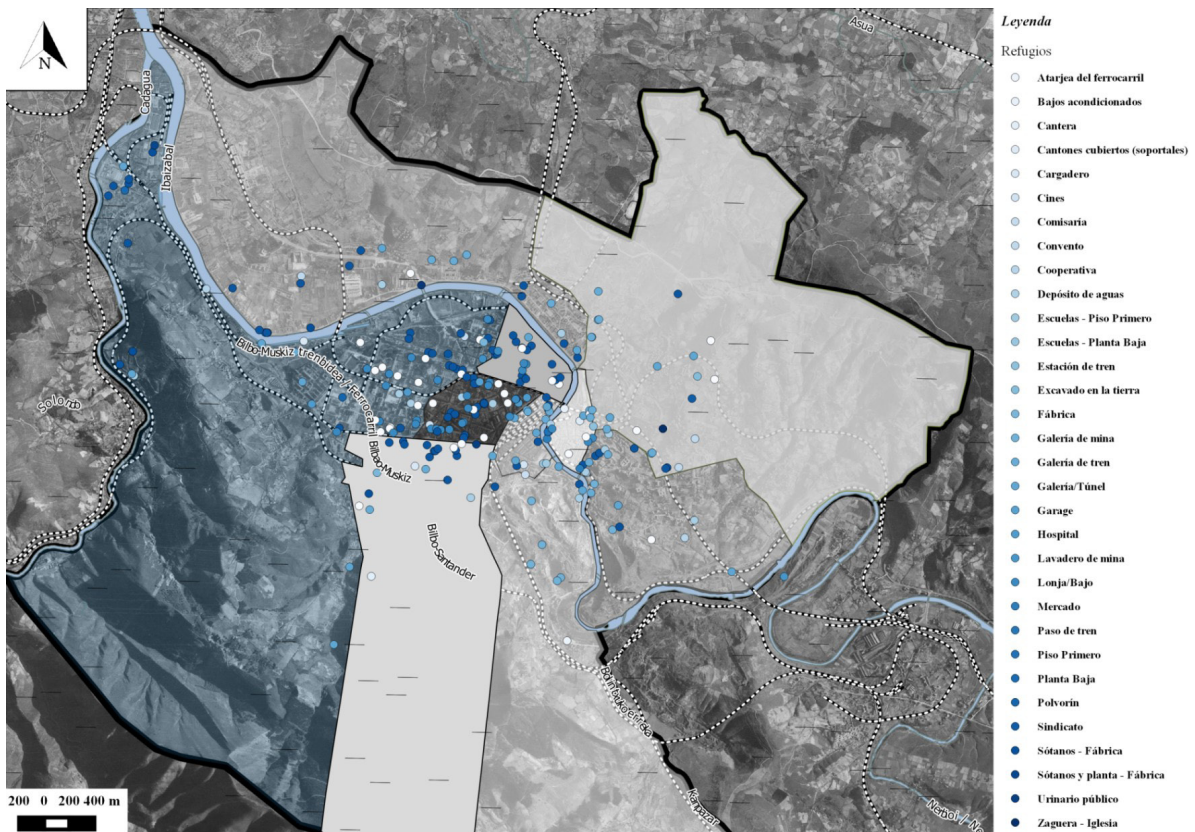 N
Asua
Cadagua
Ibaizabal
Bilbo-Muskiz trenbidea / Ferrocarril Bilbao-Muskiz
Bilbo-Santander
Kanpazar
200 0 200 400 m
Leyenda
Refugios
Atarjea del ferrocarril
Bajos acondicionados
Cantera
Cantones cubiertos (soportales)
Cargadero
Cines
Comisaría
Convento
Cooperativa
Depósito de aguas
Escuelas - Piso Primero
Escuelas - Planta Baja
Estación de tren
Excavado en la tierra
Fábrica
Galería de mina
Galería de tren
Galería/Túnel
Garage
Hospital
Lavadero de mina
Lonja/Bajo
Mercado
Paso de tren
Piso Primero
Planta Baja
Polvorín
Sindicato
Sótanos - Fábrica
Sótanos y planta - Fábrica
Urinario público
Zaguera - Iglesia